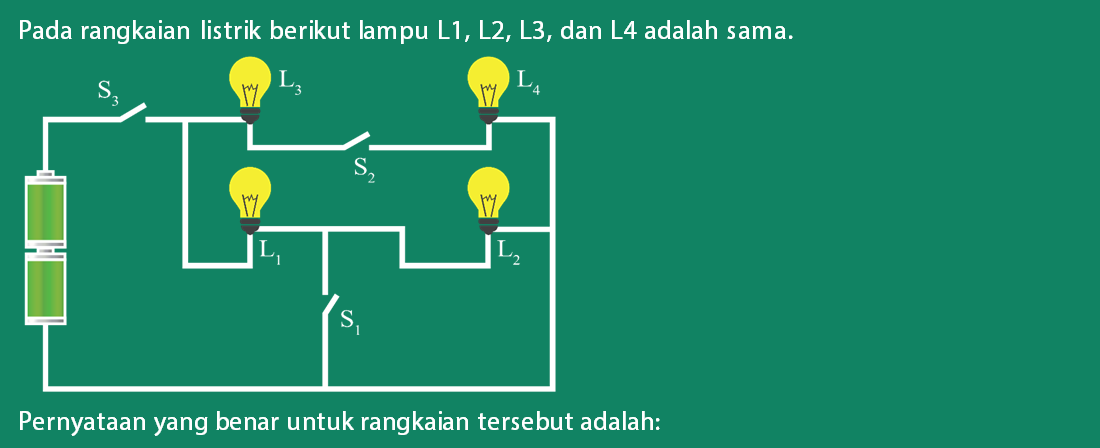 Pada rangkaian listrik berikut lampu L1, L2, L3, dan L4 adalah sama.
S3
L3
L4
S2
L1
L2
S1
Pernyataan yang benar untuk rangkaian tersebut adalah: